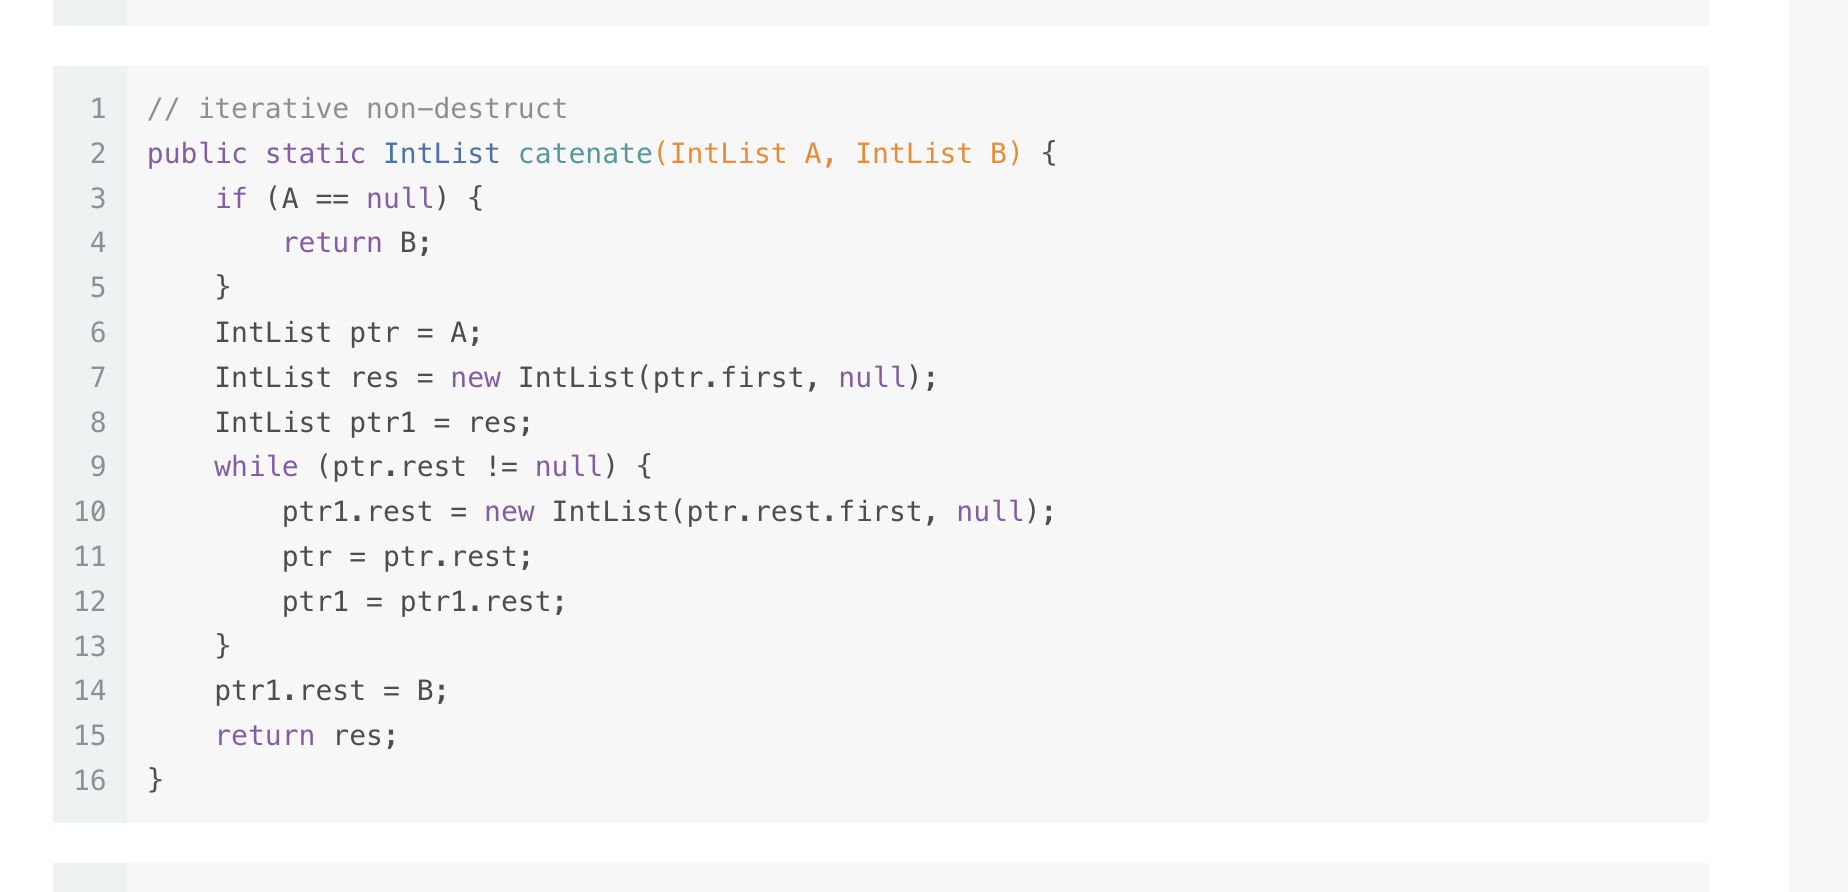 1 // iterative non-destruct
2 public static IntList catenate(IntList A, IntList B) {
3     if (A == null) {
4         return B;
5     }
6     IntList ptr = A;
7     IntList res = new IntList(ptr.first, null);
8     IntList ptr1 = res;
9     while (ptr.rest != null) {
10         ptr1.rest = new IntList(ptr.rest.first, null);
11         ptr = ptr.rest;
12         ptr1 = ptr1.rest;
13     }
14     ptr1.rest = B;
15     return res;
16 }